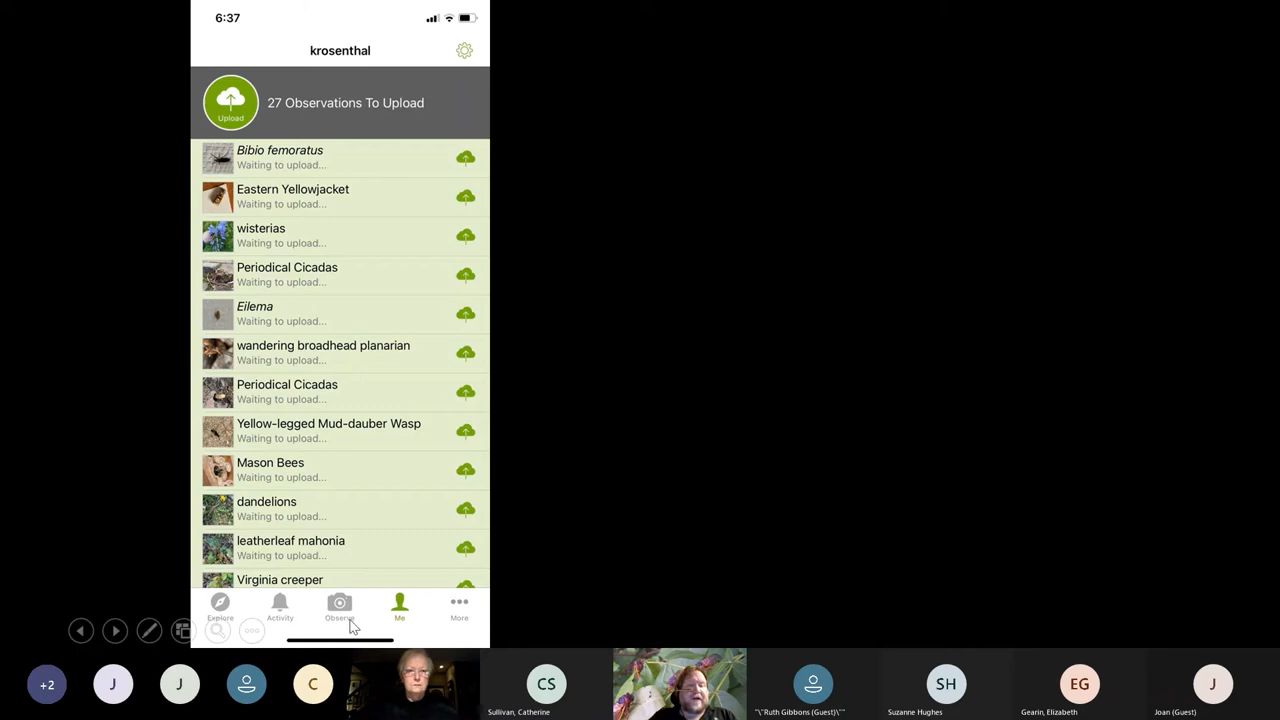 6:37
krosenthal
Upload
27 Observations To Upload
Bibio femoratus
Waiting to upload...
Eastern Yellowjacket
Waiting to upload...
wisterias
Waiting to upload...
Periodical Cicadas
Waiting to upload...
Eilema
Waiting to upload...
wandering broadhead planarian
Waiting to upload...
Periodical Cicadas
Waiting to upload...
Yellow-legged Mud-dauber Wasp
Waiting to upload...
Mason Bees
Waiting to upload...
dandelions
Waiting to upload...
leatherleaf mahonia
Waiting to upload...
Virginia creeper
Explore Activity Observe Me More
+2 J J C CS SH EG J
Sullivan, Catherine "\"Ruth Gibbons (Guest)\"" Suzanne Hughes Gearin, Elizabeth Joan (Guest)